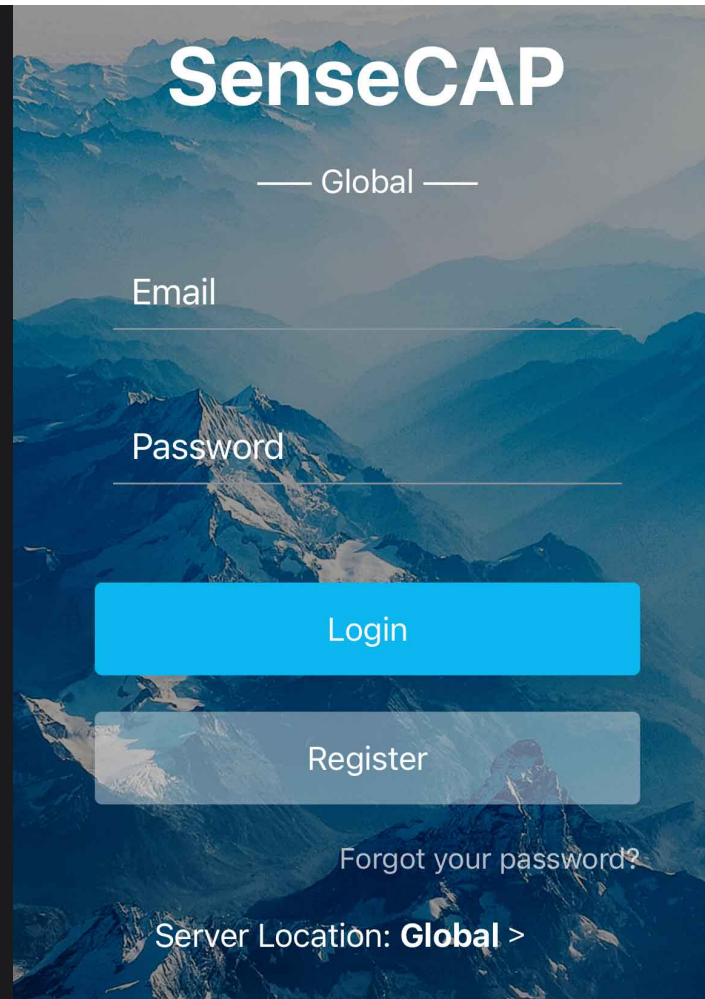 SenseCAP
Global
Email
Password
Login
Register
Forgot your password?
Server Location: Global >